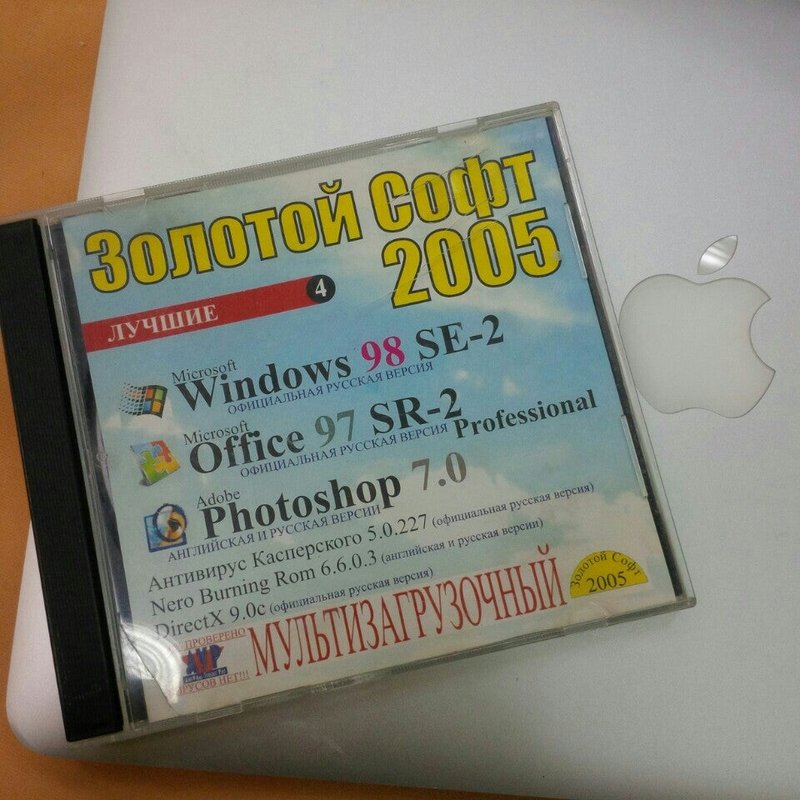 Золотой Софт
2005
ЛУЧШИЕ 4
Microsoft
Windows 98 SE-2
ОФИЦИАЛЬНАЯ РУССКАЯ ВЕРСИЯ
Microsoft
Office 97 SR-2
ОФИЦИАЛЬНАЯ РУССКАЯ ВЕРСИЯ Professional
Adobe
Photoshop 7.0
АНГЛИЙСКАЯ И РУССКАЯ ВЕРСИИ
Антивирус Касперского 5.0.227 (официальная русская версия)
Nero Burning Rom 6.6.0.3 (английская и русская версии)
DirectX 9.0c (официальная русская версия)
МУЛЬТИЗАГРУЗОЧНЫЙ
Золотой Софт
2005
ПРОВЕРЕНО
НЕТ!!!